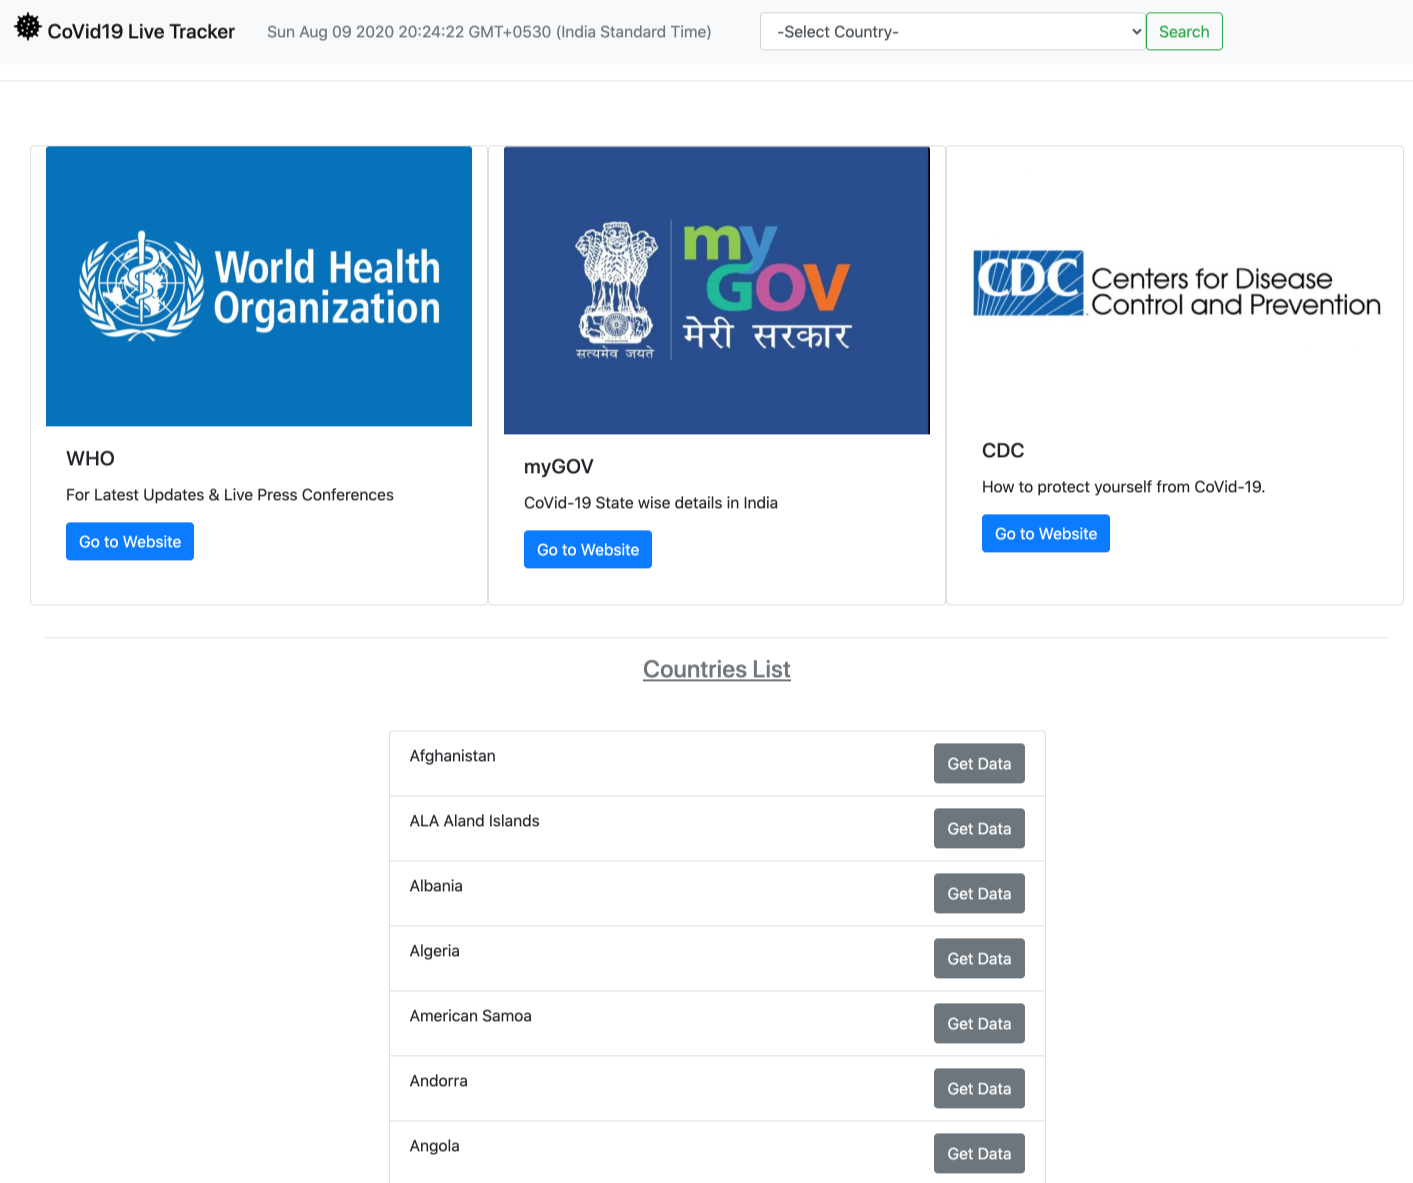 CoVid19 Live Tracker
Sun Aug 09 2020 20:24:22 GMT+0530 (India Standard Time)
-Select Country-
Search
World Health
Organization
सत्यमेव जयते
my
GOV
मेरी सरकार
CDC
Centers for Disease
Control and Prevention
WHO
For Latest Updates & Live Press Conferences
Go to Website
myGOV
CoVid-19 State wise details in India
Go to Website
CDC
How to protect yourself from CoVid-19.
Go to Website
Countries List
Afghanistan Get Data
ALA Aland Islands Get Data
Albania Get Data
Algeria Get Data
American Samoa Get Data
Andorra Get Data
Angola Get Data